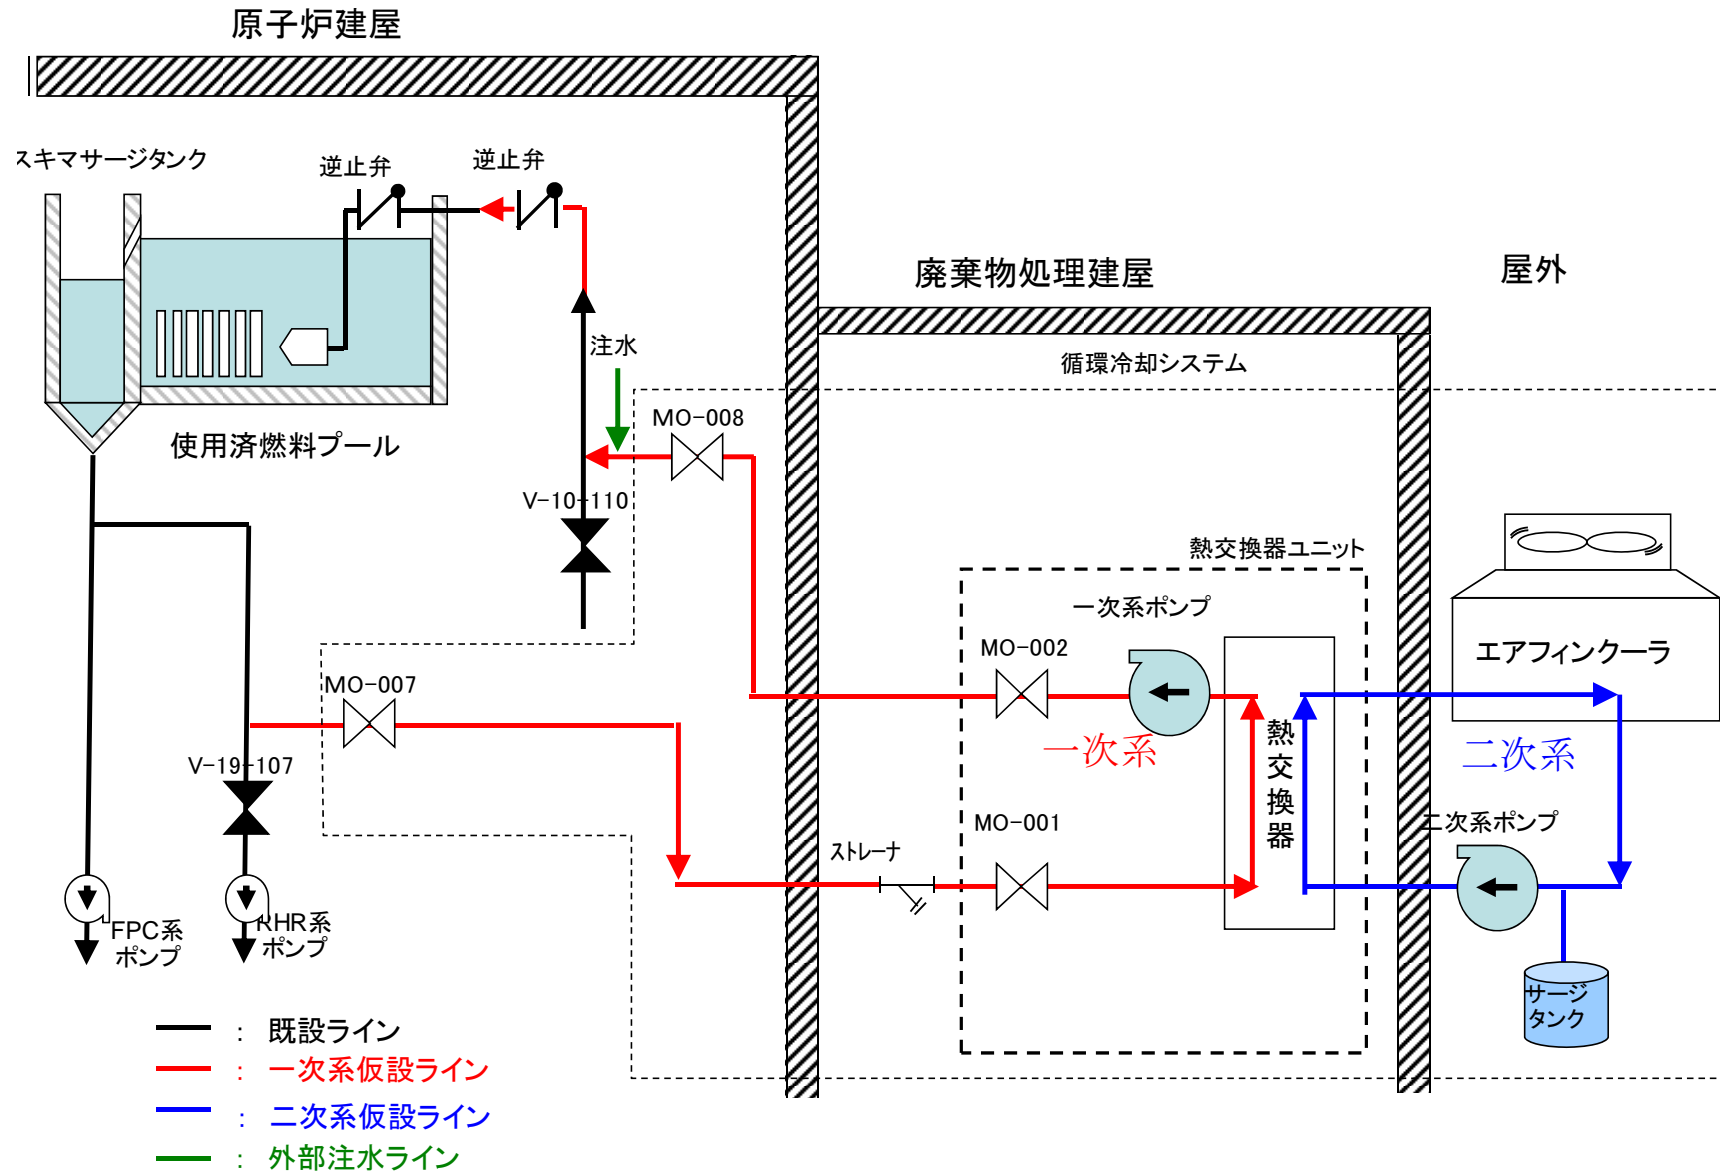 原子炉建屋
スキマサージタンク
逆止弁
逆止弁
廃棄物処理建屋
屋外
注水
循環冷却システム
MO-008
使用済燃料プール
V-10-110
熱交換器ユニット
一次系ポンプ
MO-002
エアフィンクーラ
MO-007
一次系
熱交換器
二次系
V-19-107
MO-001
二次系ポンプ
ストレーナ
FPC系
ポンプ
RHR系
ポンプ
サージ
タンク
： 既設ライン
： 一次系仮設ライン
： 二次系仮設ライン
： 外部注水ライン